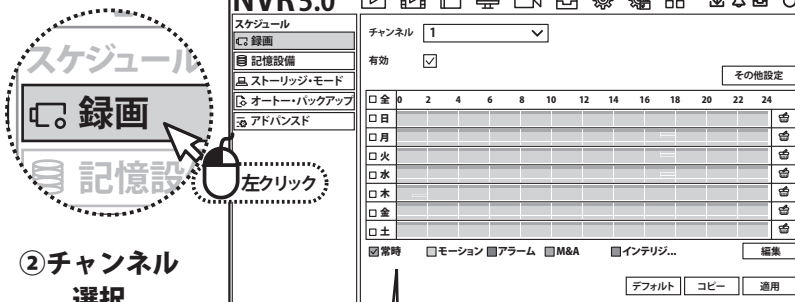 NVR5.0
スケジュール
録画
記憶設備
ストーリッジ・モード
オートー・バックアップ
アドバンスド
スケジュール
録画
記憶設
左クリック
②チャンネル
選択
チャンネル 1
有効
その他設定
全 0 2 4 6 8 10 12 14 16 18 20 22 24
日
月
火
水
木
金
土
常時 モーション アラーム M&A インテリジ... 編集
デフォルト コピー 適用